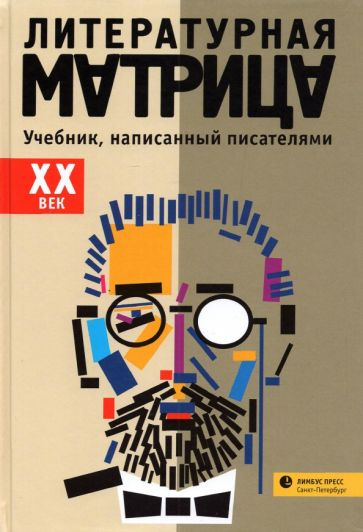 ЛИТЕРАТУРНАЯ
МАТРИЦА
Учебник, написанный писателями
XX
ВЕК
ЛИМБУС ПРЕСС
Санкт-Петербург